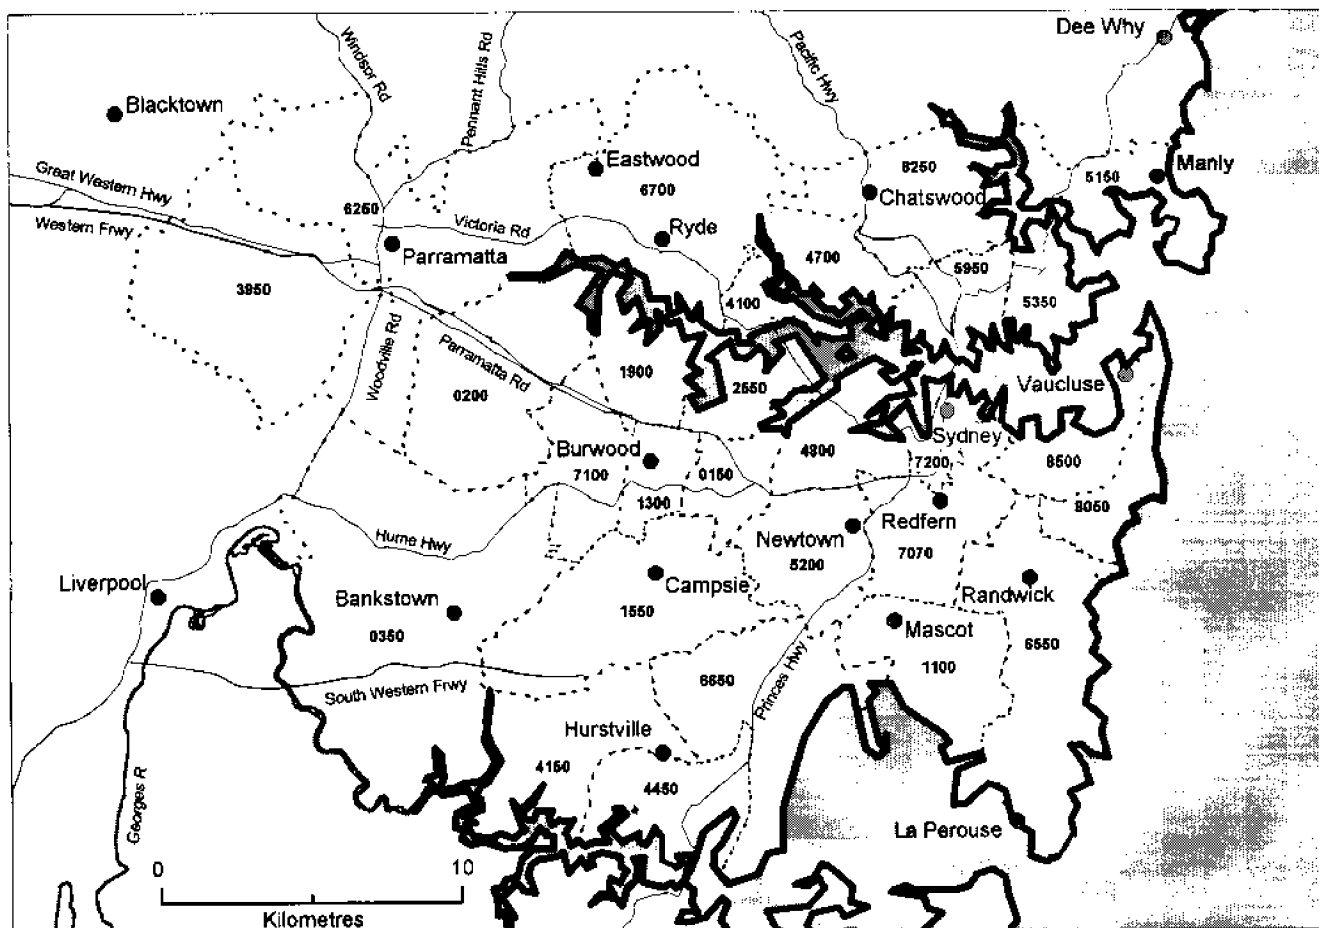 Dee Why
Windsor Rd
Pennant Hills Rd
Pacific Hwy
Blacktown
Eastwood
6700
8250
Manly
5150
Great Western Hwy
Western Frwy
6250
Chatswood
Victoria Rd
Ryde
Parramatta
4700
5950
3950
4100
5350
Woodville Rd
Parramatta Rd
1900
2550
Vaucluse
0200
Sydney
Burwood
7100
0150
4800
7200
8500
1300
8050
Redfern
7070
Hume Hwy
Newtown
5200
Liverpool
Bankstown
0350
Campsie
1550
Randwick
Mascot
1100
6550
South Western Frwy
6650
Princes Hwy
Hurstville
4150
4450
Georges R
La Perouse
0
10
Kilometres